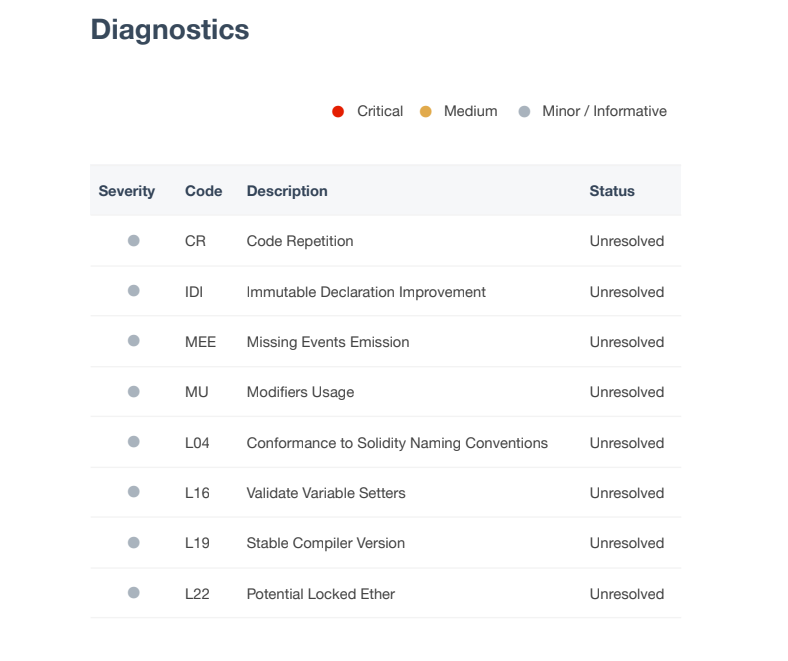 Diagnostics
Critical Medium Minor / Informative
Severity Code Description Status
CR Code Repetition Unresolved
IDI Immutable Declaration Improvement Unresolved
MEE Missing Events Emission Unresolved
MU Modifiers Usage Unresolved
L04 Conformance to Solidity Naming Conventions Unresolved
L16 Validate Variable Setters Unresolved
L19 Stable Compiler Version Unresolved
L22 Potential Locked Ether Unresolved